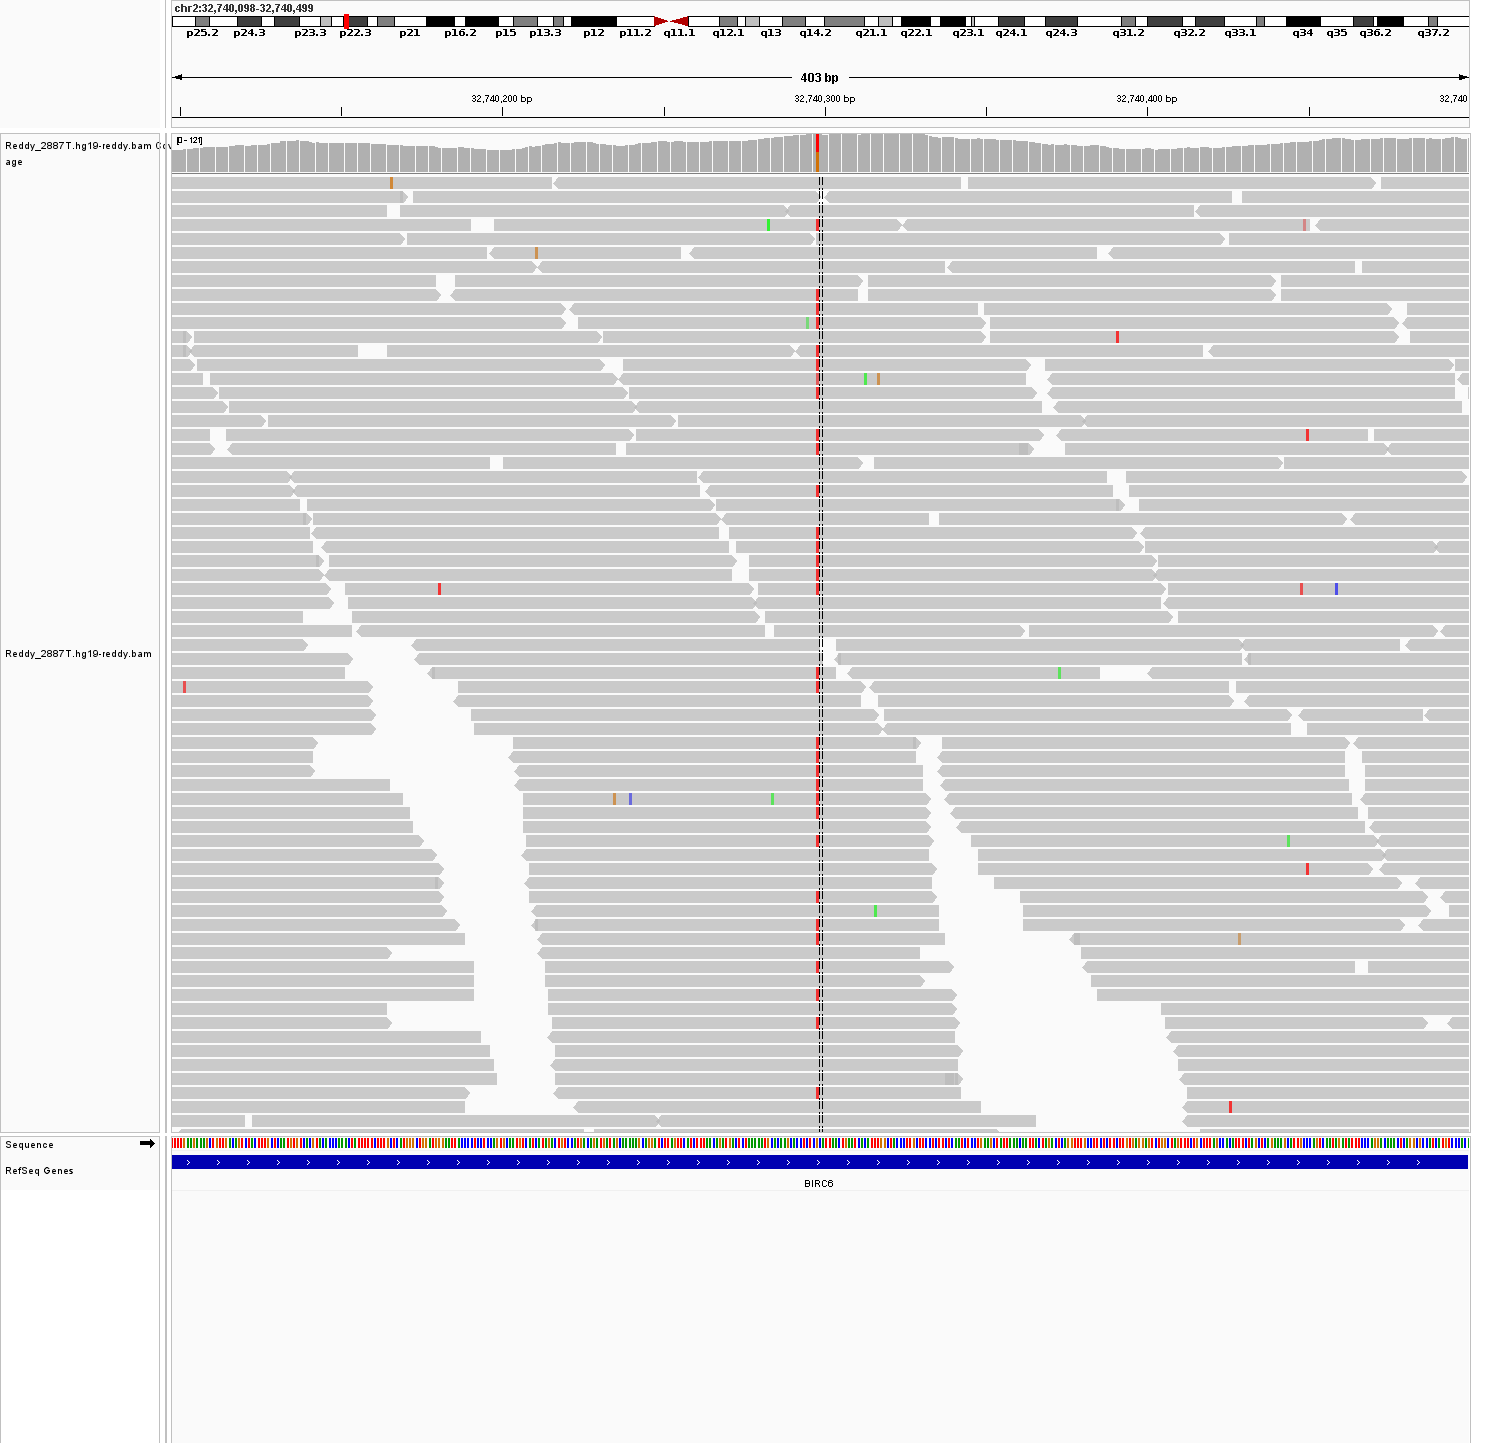 chr2:32,740,098-32,740,499
p25.2 p24.3 p23.3 p22.3 p21 p16.2 p15 p13.3 p12 p11.2 q11.1 q12.1 q13 q14.2 q21.1 q22.1 q23.1 q24.1 q24.3 q31.2 q32.2 q33.1 q34 q35 q36.2 q37.2
403 bp
32,740,200 bp 32,740,300 bp 32,740,400 bp 32,740
[0 - 121]
Reddy_2887T.hg19-reddy.bam Cov
age
Reddy_2887T.hg19-reddy.bam
Sequence
RefSeq Genes
BIRC6